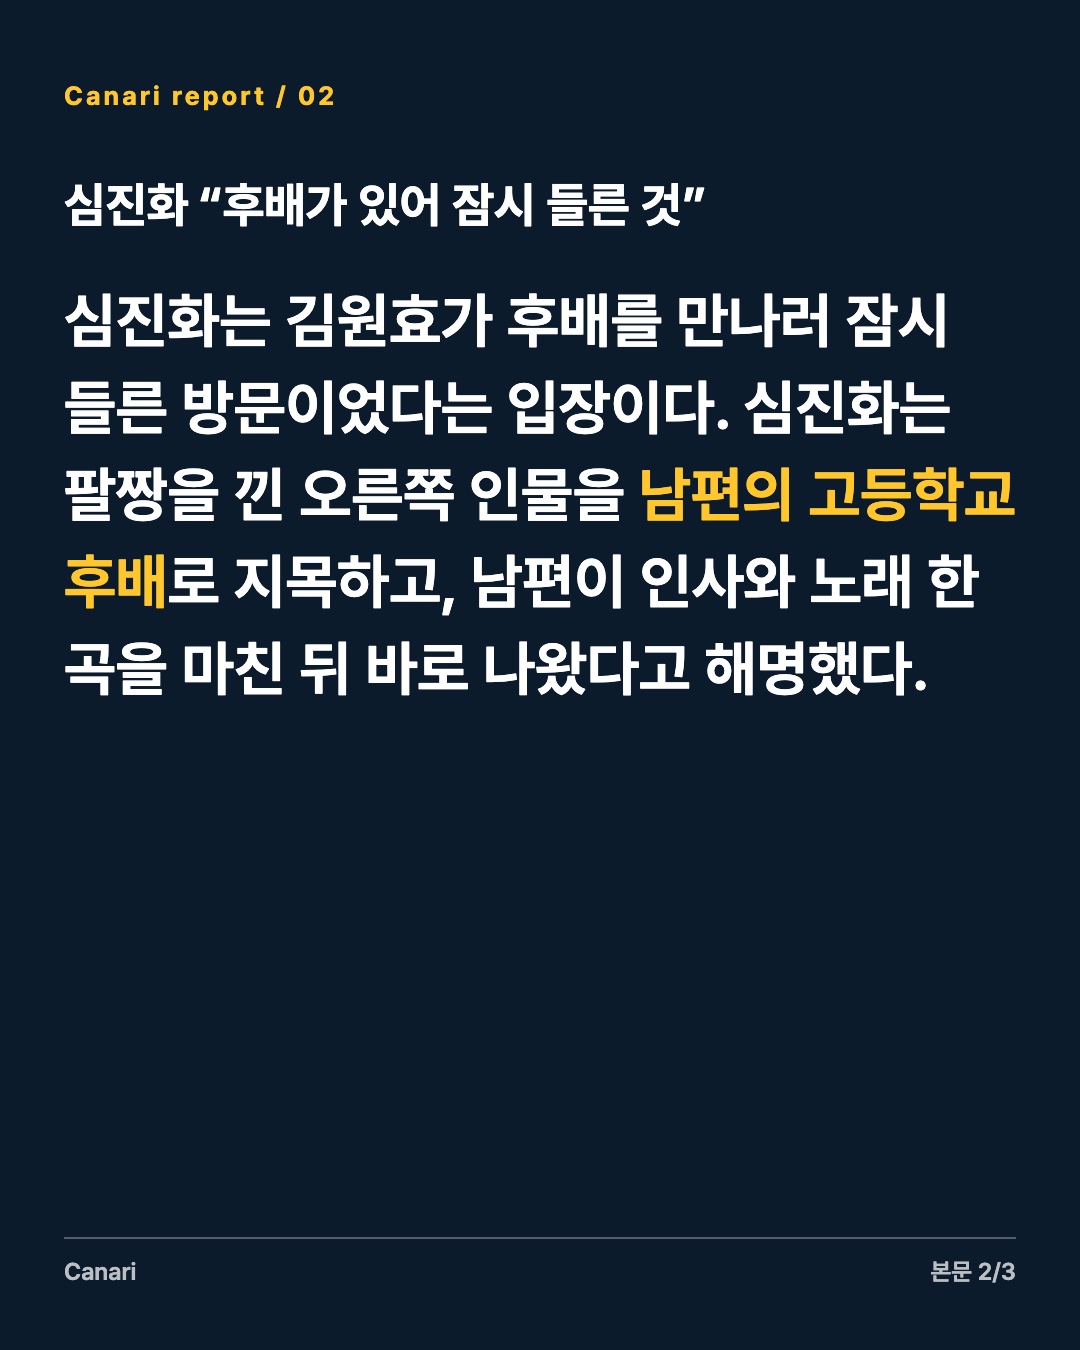 Canari report / 02
심진화 “후배가 있어 잠시 들른 것”
심진화는 김원효가 후배를 만나러 잠시
들른 방문이었다는 입장이다. 심진화는
팔짱을 낀 오른쪽 인물을 남편의 고등학교
후배로 지목하고, 남편이 인사와 노래 한
곡을 마친 뒤 바로 나왔다고 해명했다.
Canari
본문 2/3